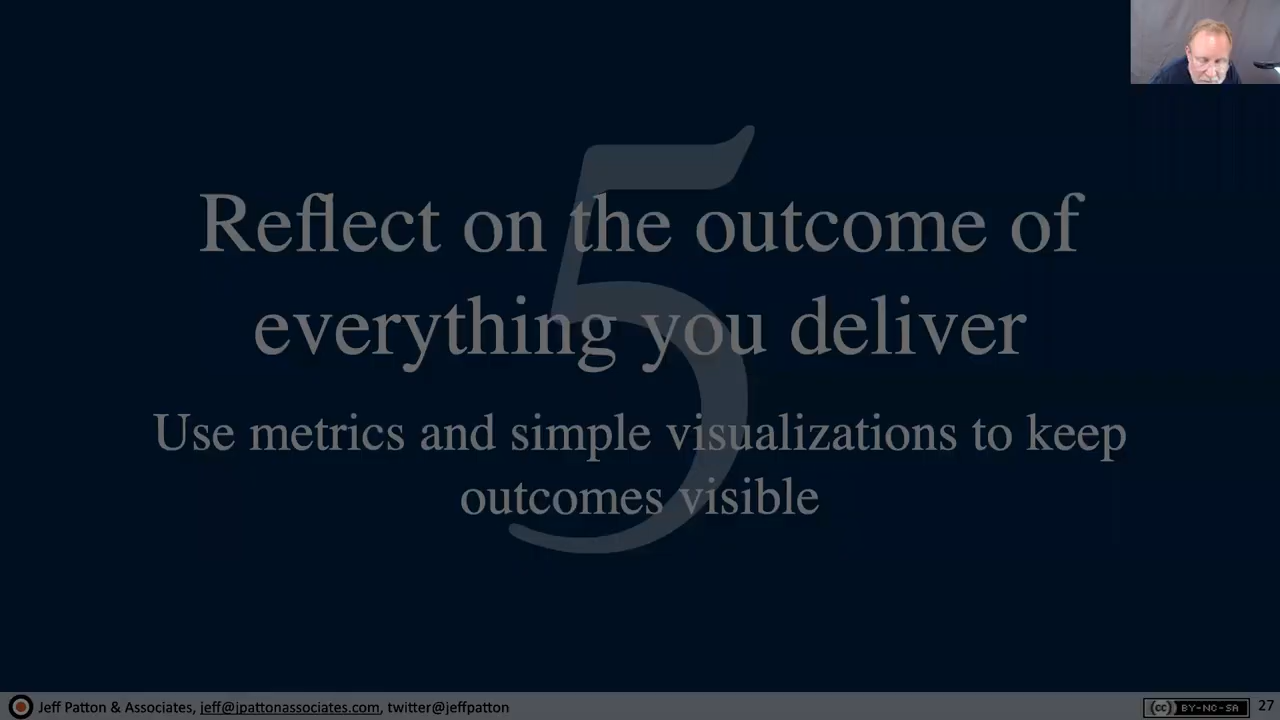 5
Reflect on the outcome of
everything you deliver
Use metrics and simple visualizations to keep
outcomes visible
Jeff Patton & Associates, jeff@jpattonassociates.com, twitter@jeffpatton
(cc) BY-NC-SA 27